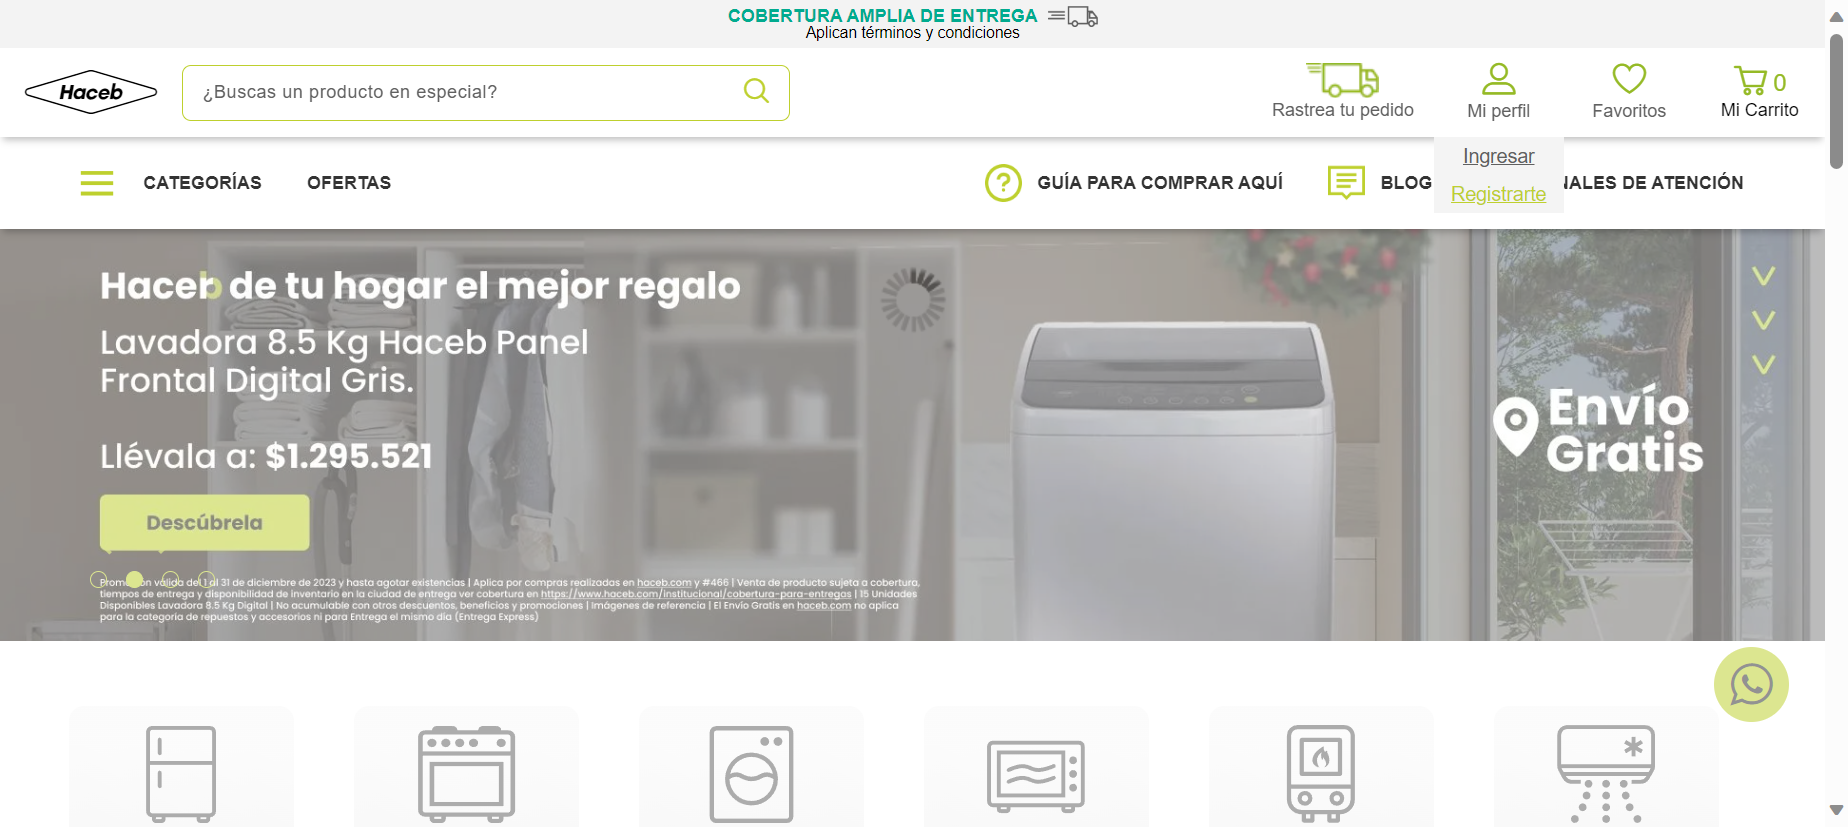 COBERTURA AMPLIA DE ENTREGA
Aplican términos y condiciones
Haceb
¿Buscas un producto en especial?
Rastrea tu pedido
Mi perfil
Favoritos
0
Mi Carrito
Ingresar
Registrarte
CATEGORÍAS
OFERTAS
GUÍA PARA COMPRAR AQUÍ
BLOG
NALES DE ATENCIÓN
Haceb de tu hogar el mejor regalo
Lavadora 8.5 Kg Haceb Panel
Frontal Digital Gris.
Llévala a: $1.295.521
Descúbrela
Envío
Gratis
Promoción válida del 1 al 31 de diciembre de 2023 y hasta agotar existencias | Aplica por compras realizadas en haceb.com y #466 | Venta de producto sujeta a cobertura,
tiempos de entrega y disponibilidad de inventario en la ciudad de entrega ver cobertura en https://www.haceb.com/institucional/cobertura-para-entregas | 15 Unidades
Disponibles Lavadora 8.5 Kg Digital | No acumulable con otros descuentos, beneficios y promociones | Imágenes de referencia | El Envío Gratis en haceb.com no aplica
para la categoria de repuestos y accesorios ni para Entrega el mismo día (Entrega Express)